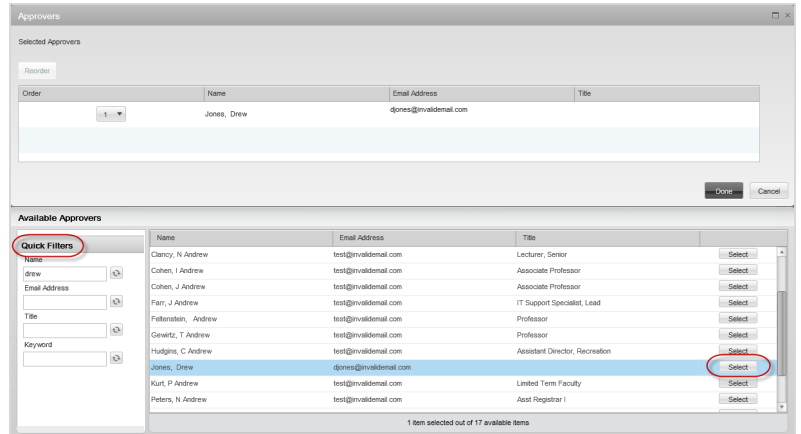 Approvers
Selected Approvers
Reorder
Order Name Email Address Title
1 Jones, Drew djones@invalidemail.com
Done Cancel
Available Approvers
Quick Filters
Name
drew
Email Address
Title
Keyword
Name Email Address Title
Clancy, N Andrew test@invalidemail.com Lecturer, Senior Select
Cohen, I Andrew test@invalidemail.com Associate Professor Select
Cohen, J Andrew test@invalidemail.com Associate Professor Select
Farr, J Andrew test@invalidemail.com IT Support Specialist, Lead Select
Feltenstein, Andrew test@invalidemail.com Professor Select
Gewirtz, T Andrew test@invalidemail.com Professor Select
Hudgins, C Andrew test@invalidemail.com Assistant Director, Recreation Select
Jones, Drew djones@invalidemail.com Select
Kurt, P Andrew test@invalidemail.com Limited Term Faculty Select
Peters, N Andrew test@invalidemail.com Asst Registrar I Select
1 item selected out of 17 available items